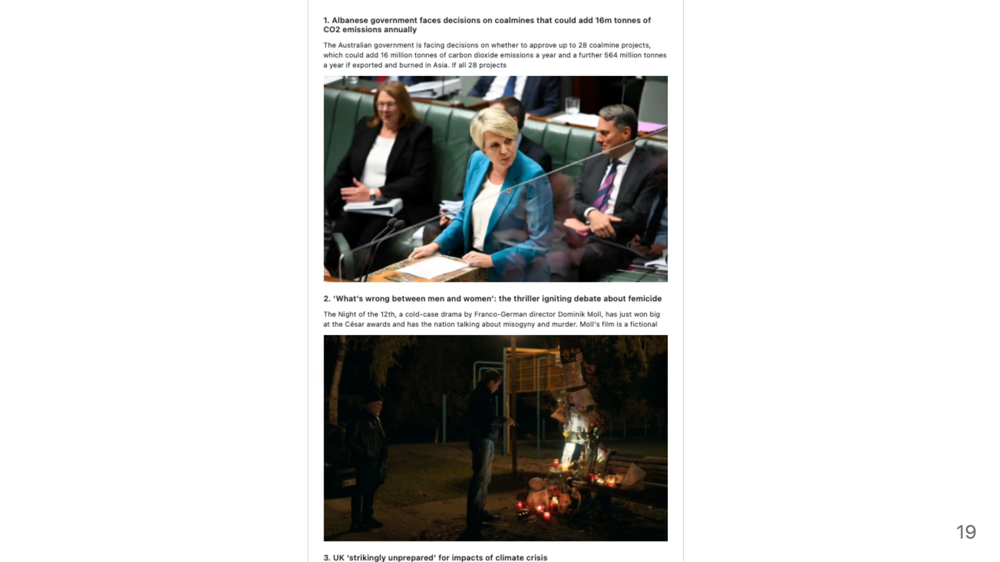 1. Albanese government faces decisions on coalmines that could add 16m tonnes of
CO2 emissions annually
The Australian government is facing decisions on whether to approve up to 28 coalmine projects,
which could add 16 million tonnes of carbon dioxide emissions a year and a further 564 million tonnes
a year if exported and burned in Asia. If all 28 projects
2. ‘What’s wrong between men and women’: the thriller igniting debate about femicide
The Night of the 12th, a cold-case drama by Franco-German director Dominik Moll, has just won big
at the César awards and has the nation talking about misogyny and murder. Moll's film is a fictional
3. UK ‘strikingly unprepared’ for impacts of climate crisis
19